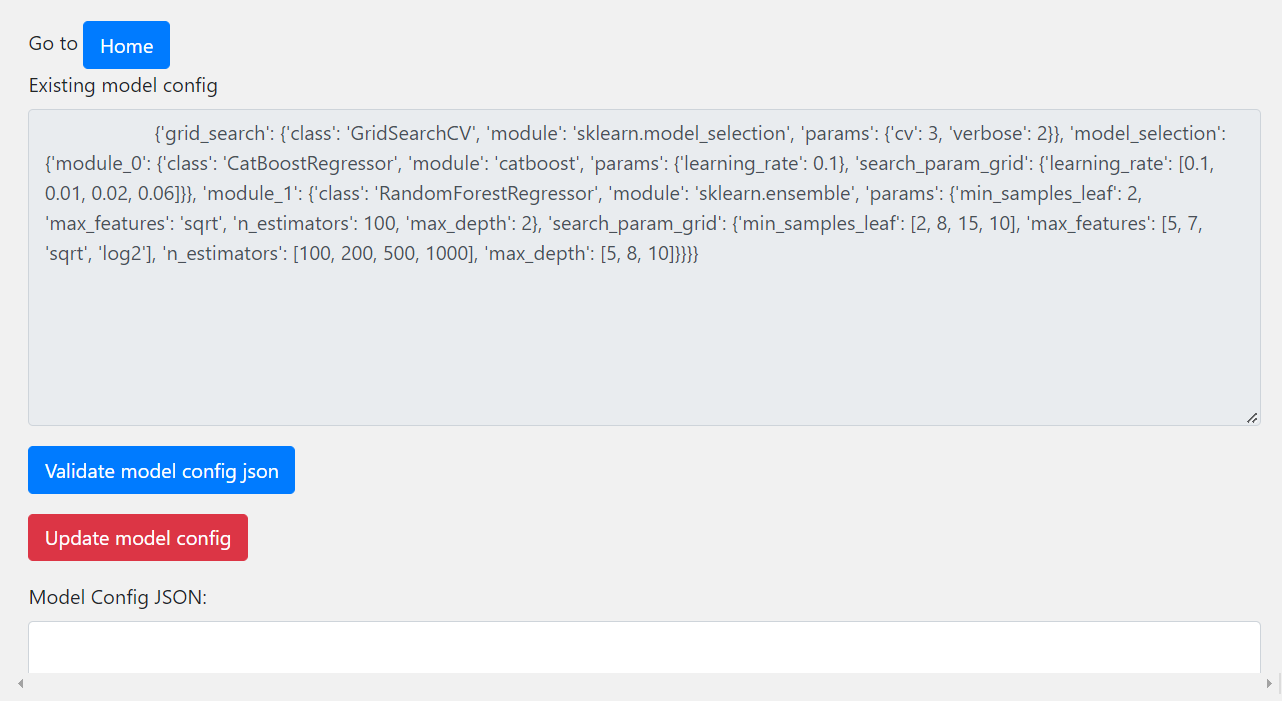 Go to Home
Existing model config
{'grid_search': {'class': 'GridSearchCV', 'module': 'sklearn.model_selection', 'params': {'cv': 3, 'verbose': 2}}, 'model_selection':
{'module_0': {'class': 'CatBoostRegressor', 'module': 'catboost', 'params': {'learning_rate': 0.1}, 'search_param_grid': {'learning_rate': [0.1,
0.01, 0.02, 0.06]}}, 'module_1': {'class': 'RandomForestRegressor', 'module': 'sklearn.ensemble', 'params': {'min_samples_leaf': 2,
'max_features': 'sqrt', 'n_estimators': 100, 'max_depth': 2}, 'search_param_grid': {'min_samples_leaf': [2, 8, 15, 10], 'max_features': [5, 7,
'sqrt', 'log2'], 'n_estimators': [100, 200, 500, 1000], 'max_depth': [5, 8, 10]}}}}
Validate model config json
Update model config
Model Config JSON: